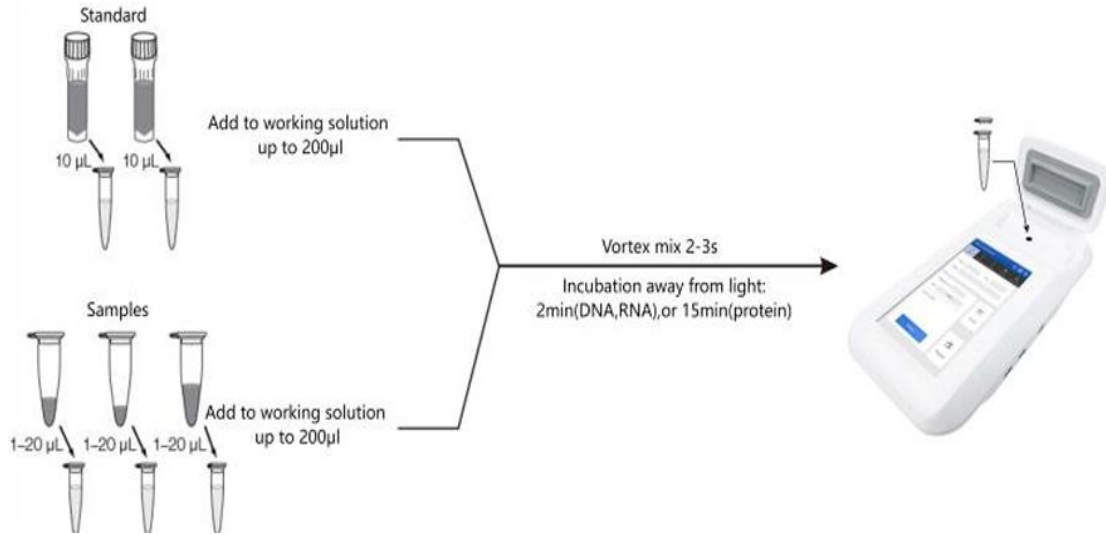 Standard
10 μL
10 μL
Add to working solution
up to 200μl
Samples
1–20 μL
1–20 μL
1–20 μL
Add to working solution
up to 200μl
Vortex mix 2-3s
Incubation away from light:
2min(DNA,RNA),or 15min(protein)